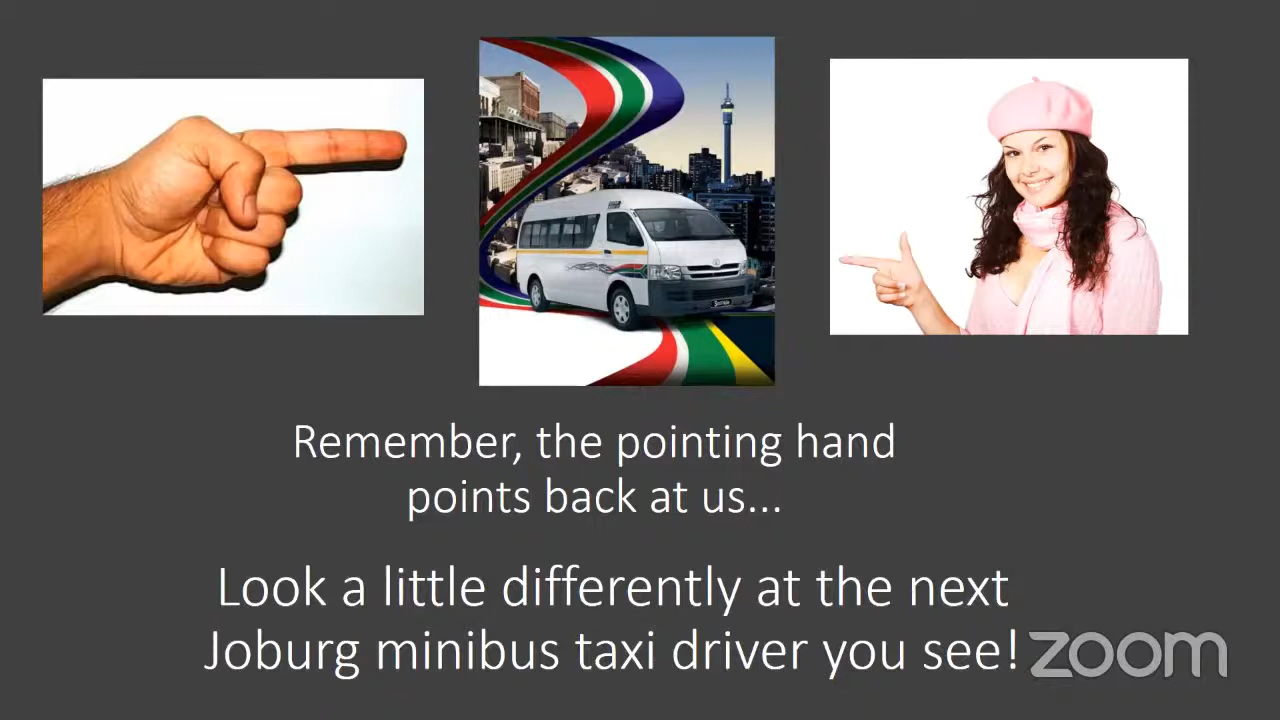 Remember, the pointing hand
points back at us...
Look a little differently at the next
Joburg minibus taxi driver you see!
zoom